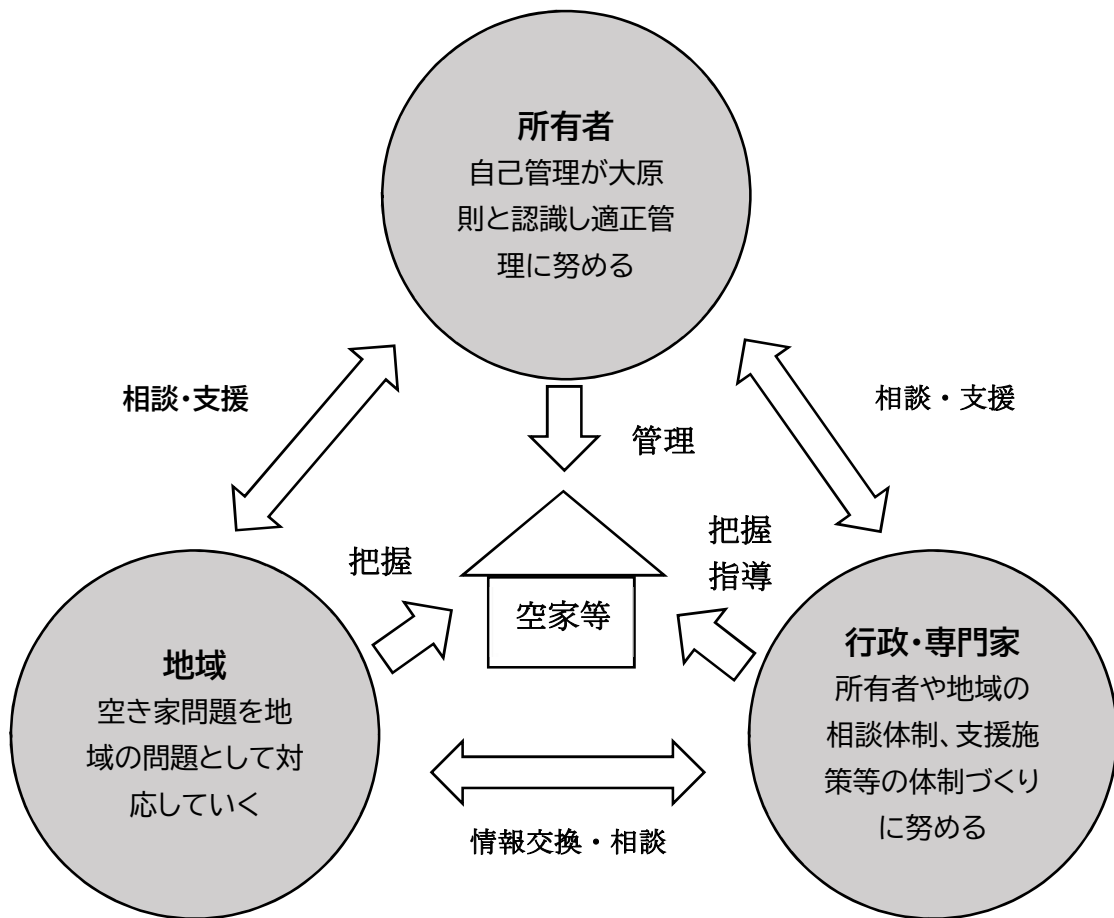 所有者
自己管理が大原
則と認識し適正管
理に努める
相談・支援
相談・支援
管理
把握
把握
指導
空家等
地域
空き家問題を地
域の問題として対
応していく
行政・専門家
所有者や地域の
相談体制、支援施
策等の体制づくり
に努める
情報交換・相談